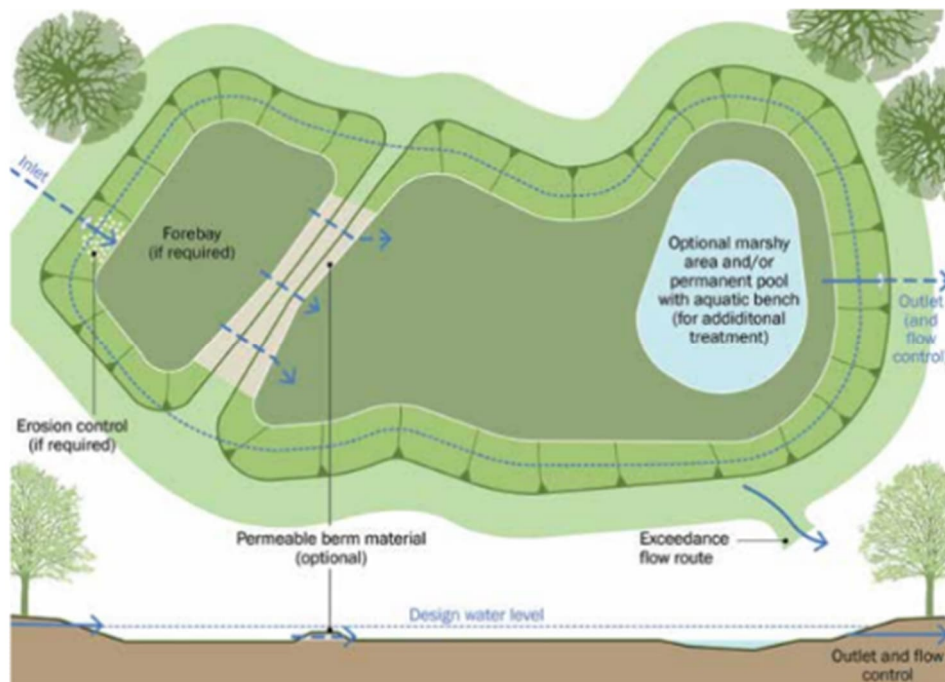 Inlet
Forebay
(if required)
Optional marshy
area and/or
permanent pool
with aquatic bench
(for addiditonal
treatment)
Outlet
(and
flow
control)
Erosion control
(if required)
Permeable berm material
(optional)
Exceedance
flow route
Design water level
Outlet and flow
control